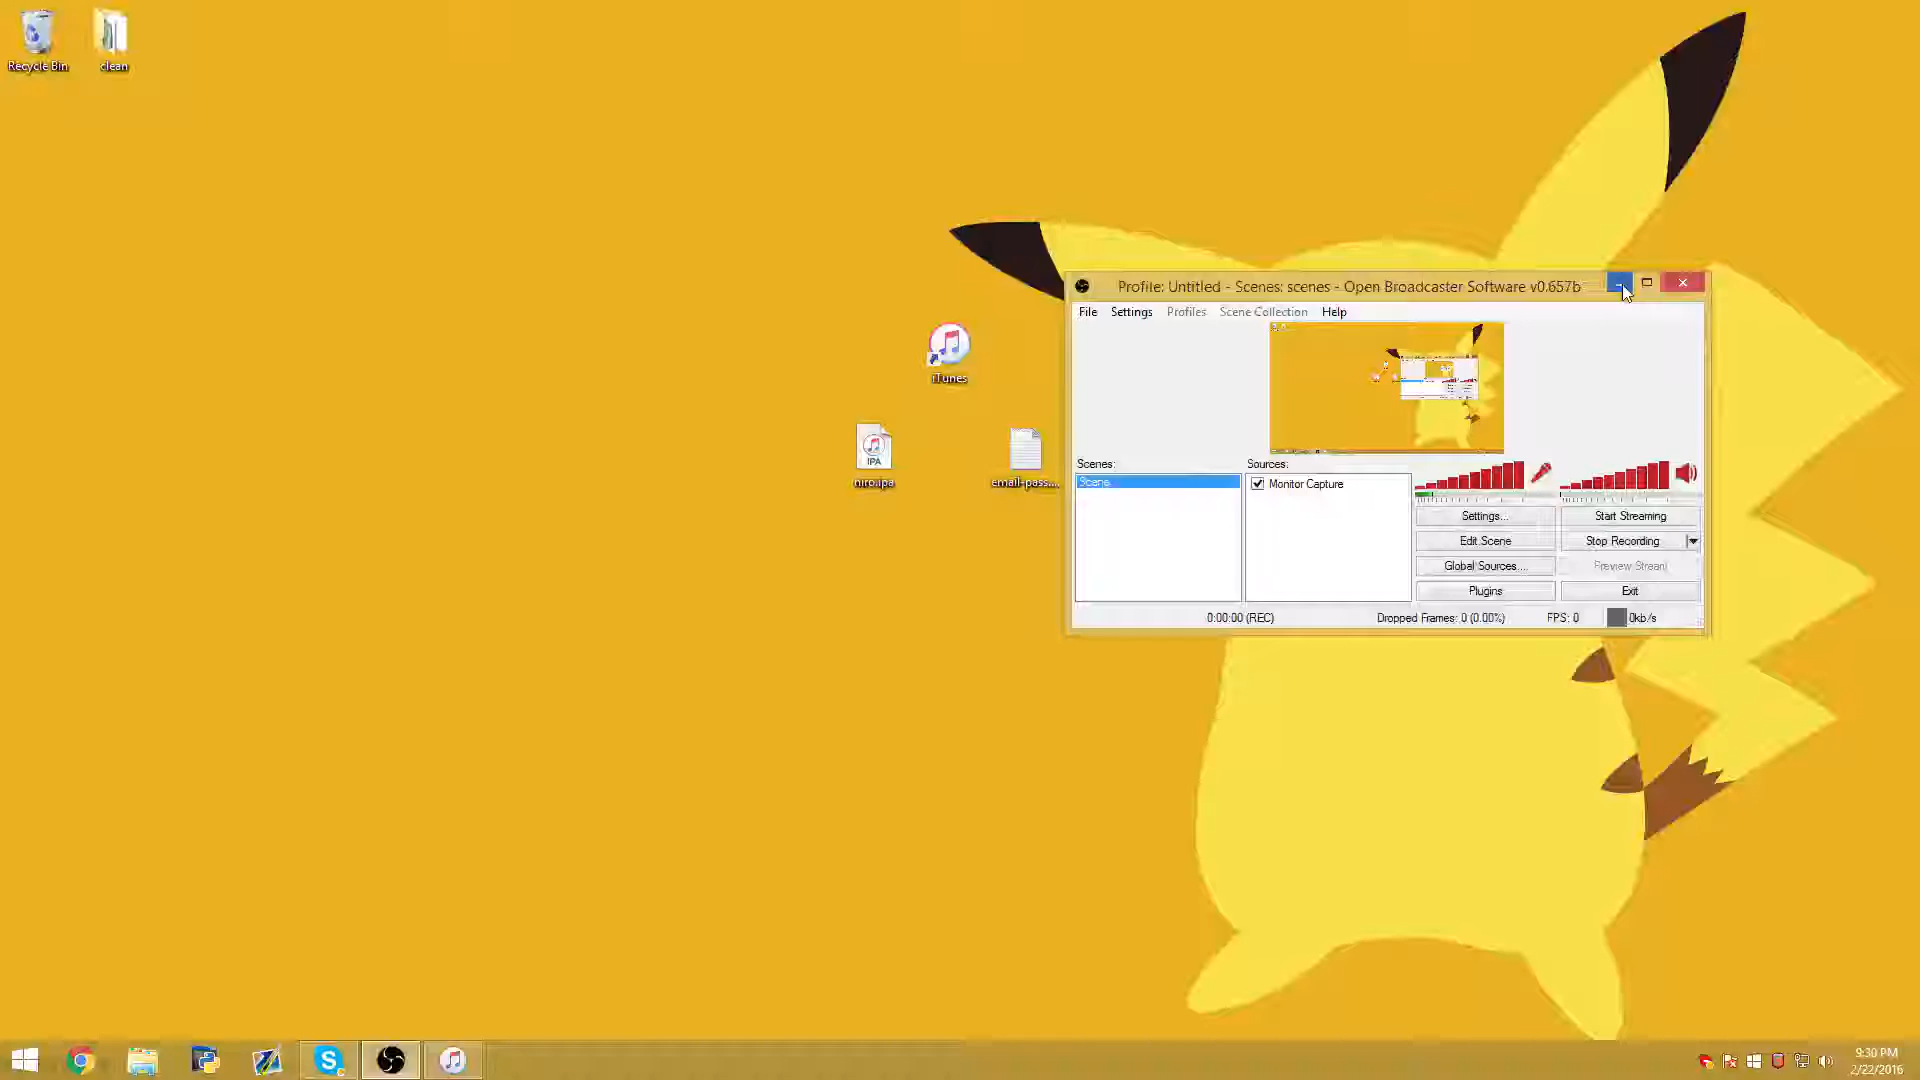 Recycle Bin
clean
iTunes
IPA
niro.ipa
email-pass....
Profile: Untitled - Scenes: scenes - Open Broadcaster Software v0.657b
File Settings Profiles Scene Collection Help
Scenes:
Scene
Sources:
Monitor Capture
Settings...
Start Streaming
Edit Scene
Stop Recording
Global Sources...
Preview Stream
Plugins
Exit
0:00:00 (REC)
Dropped Frames: 0 (0.00%)
FPS: 0
0kb/s
9:30 PM
2/22/2016